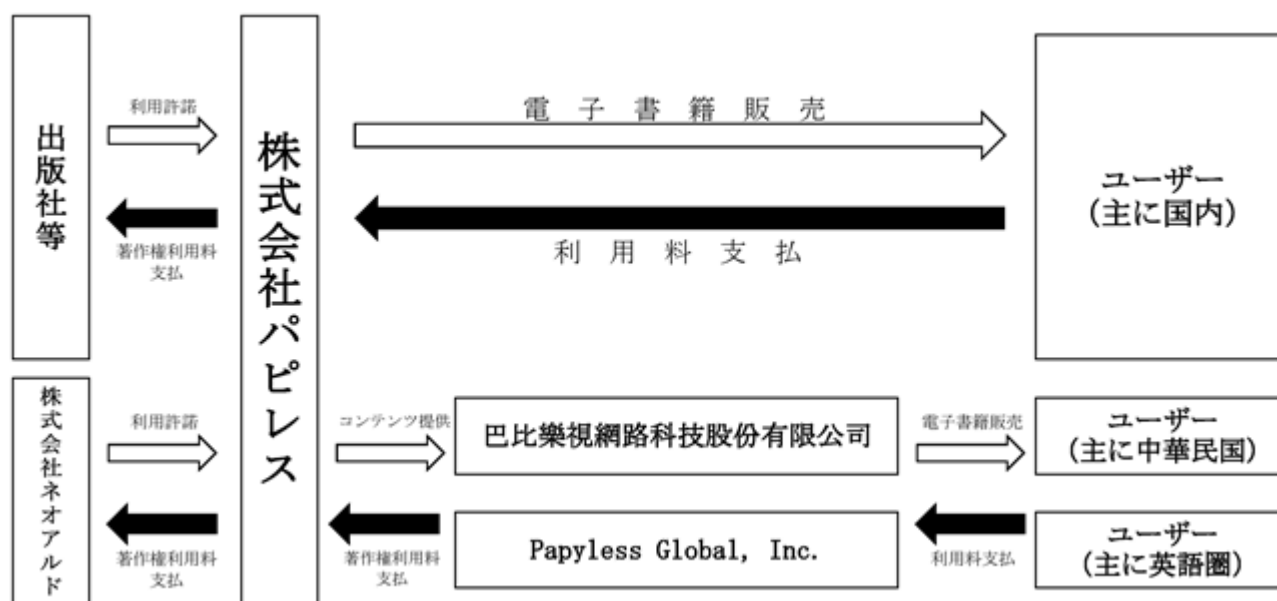 出版社等
利用許諾
著作権利用料
支払
株式会社パピレス
電子書籍販売
利用料支払
ユーザー
(主に国内)
株式会社ネオアルド
利用許諾
著作権利用料
支払
コンテンツ提供
著作権利用料
支払
巴比樂視網路科技股份有限公司
Papyless Global, Inc.
電子書籍販売
利用料支払
ユーザー
(主に中華民国)
ユーザー
(主に英語圏)